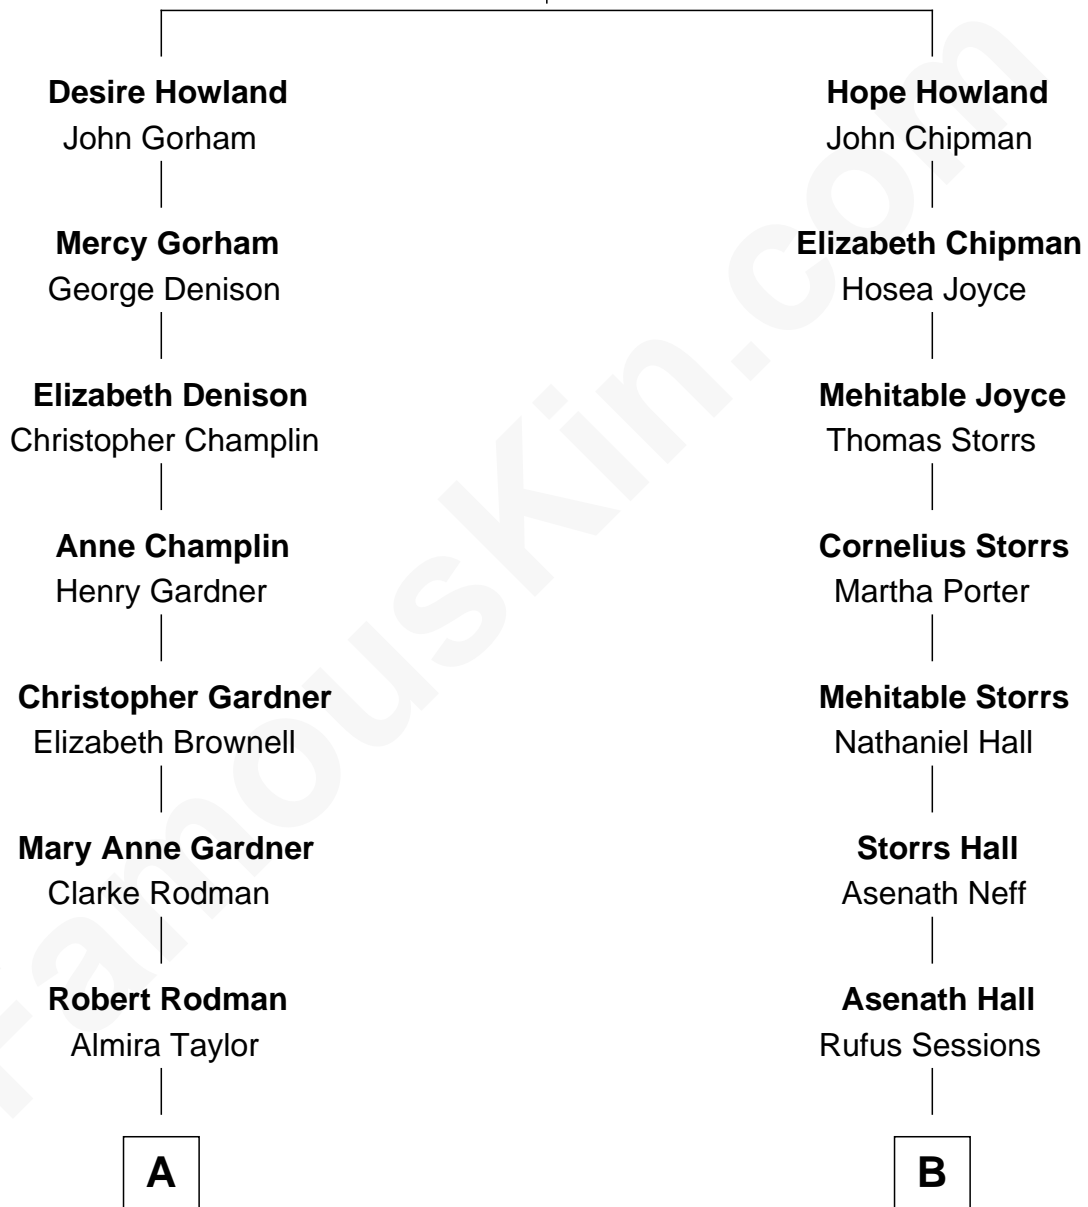 Desire Howland
John Gorham
Hope Howland
John Chipman
Mercy Gorham
George Denison
Elizabeth Chipman
Hosea Joyce
Elizabeth Denison
Christopher Champlin
Mehitable Joyce
Thomas Storrs
Anne Champlin
Henry Gardner
Cornelius Storrs
Martha Porter
Christopher Gardner
Elizabeth Brownell
Mehitable Storrs
Nathaniel Hall
Mary Anne Gardner
Clarke Rodman
Storrs Hall
Asenath Neff
Robert Rodman
Almira Taylor
Asenath Hall
Rufus Sessions
A
B
FamousKin.com